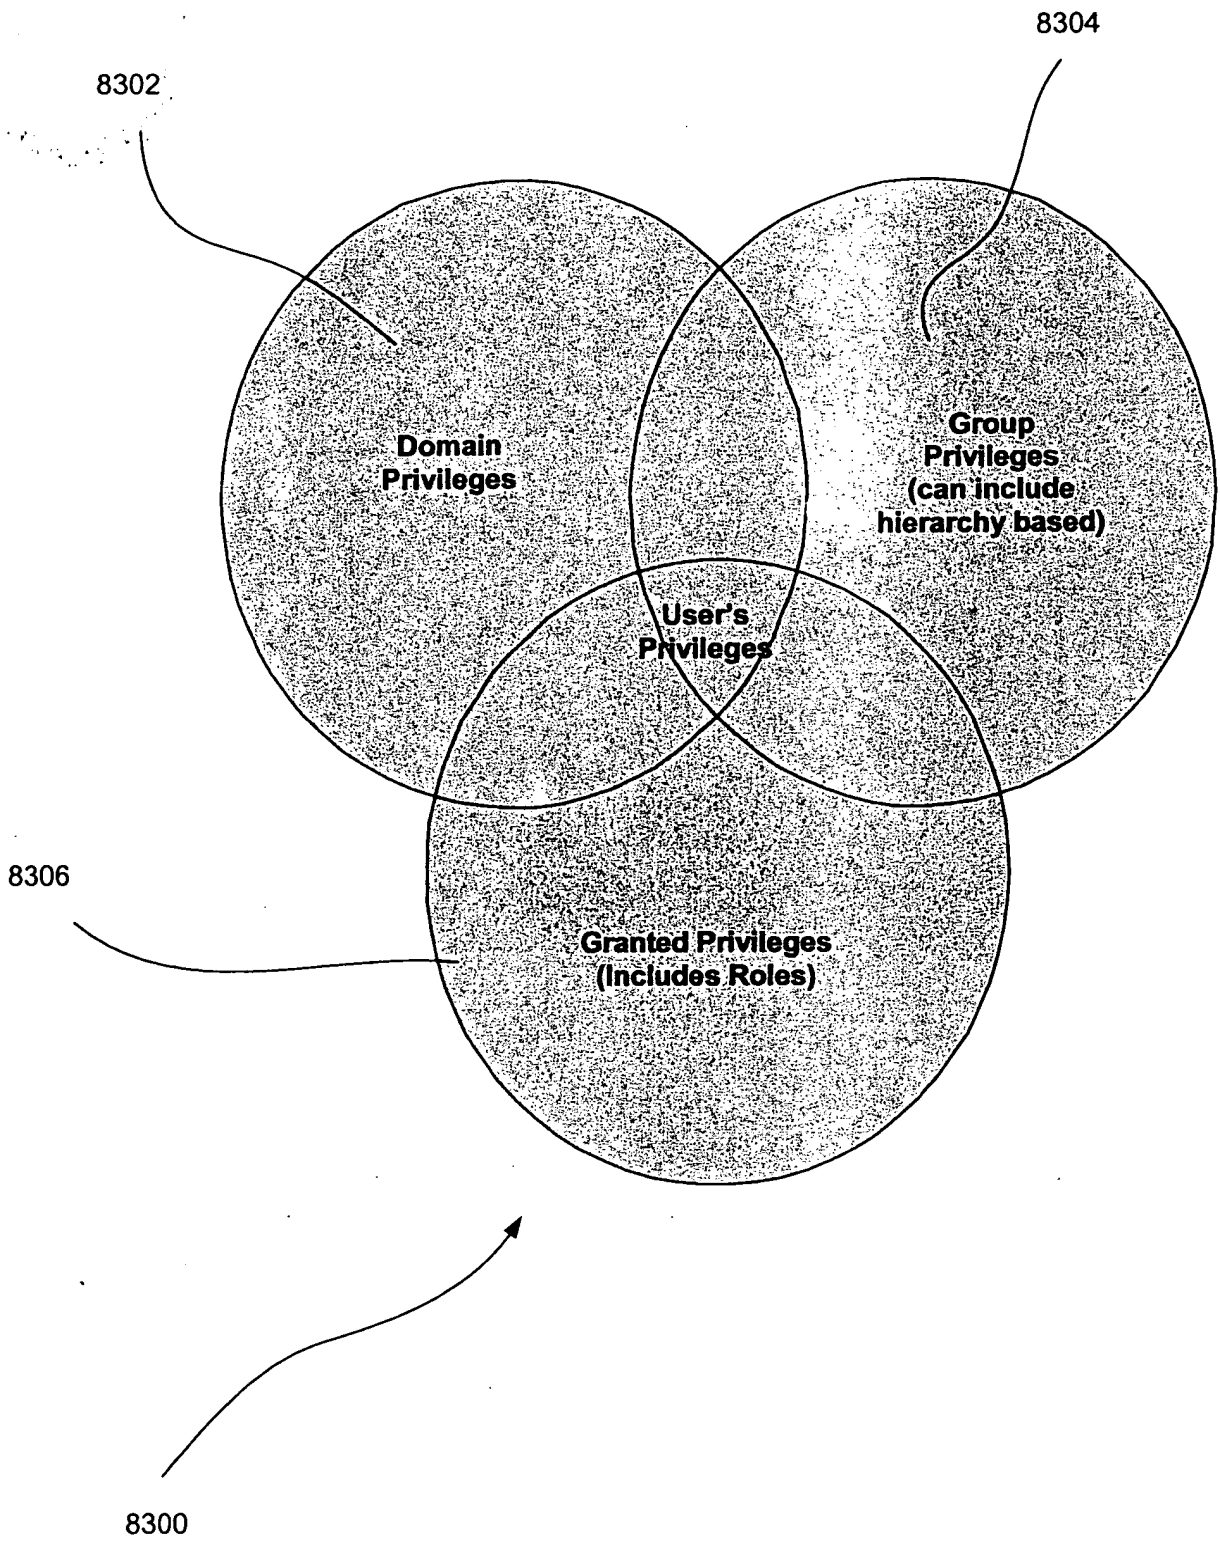 8304
8302
Domain
Privileges
Group
Privileges
(can include
hierarchy based)
User's
Privileges
8306
Granted Privileges
(Includes Roles)
8300